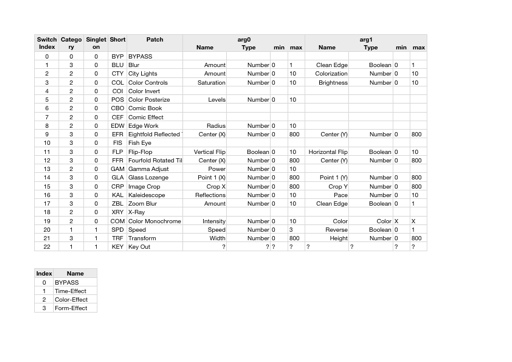 Switch Index Catego ry Singlet on Short Patch arg0 arg1
Name Type min max Name Type min max
0 0 0 BYP BYPASS
1 3 0 BLU Blur Amount Number 0 1 Clean Edge Boolean 0 1
2 2 0 CTY City Lights Amount Number 0 10 Colorization Number 0 10
3 2 0 COL Color Controls Saturation Number 0 10 Brightness Number 0 10
4 2 0 COI Color Invert
5 2 0 POS Color Posterize Levels Number 0 10
6 2 0 CBO Comic Book
7 2 0 CEF Comic Effect
8 2 0 EDW Edge Work Radius Number 0 10
9 3 0 EFR Eightfold Reflected Center (X) Number 0 800 Center (Y) Number 0 800
10 3 0 FIS Fish Eye
11 3 0 FLP Flip-Flop Vertical Flip Boolean 0 10 Horizontal Flip Boolean 0 10
12 3 0 FFR Fourfold Rotated Til Center (X) Number 0 800 Center (Y) Number 0 800
13 2 0 GAM Gamma Adjust Power Number 0 10
14 3 0 GLA Glass Lozenge Point 1 (X) Number 0 800 Point 1 (Y) Number 0 800
15 3 0 CRP Image Crop Crop X Number 0 800 Crop Y Number 0 800
16 3 0 KAL Kaleidescope Reflections Number 0 10 Pace Number 0 10
17 3 0 ZBL Zoom Blur Amount Number 0 10 Clean Edge Boolean 0 1
18 2 0 XRY X-Ray
19 2 0 COM Color Monochrome Intensity Number 0 10 Color Color X X
20 1 1 SPD Speed Speed Number 0 3 Reverse Boolean 0 1
21 3 1 TRF Transform Width Number 0 800 Height Number 0 800
22 1 1 KEY Key Out ? ? ? ? ? ? ? ?
Index Name
0 BYPASS
1 Time-Effect
2 Color-Effect
3 Form-Effect